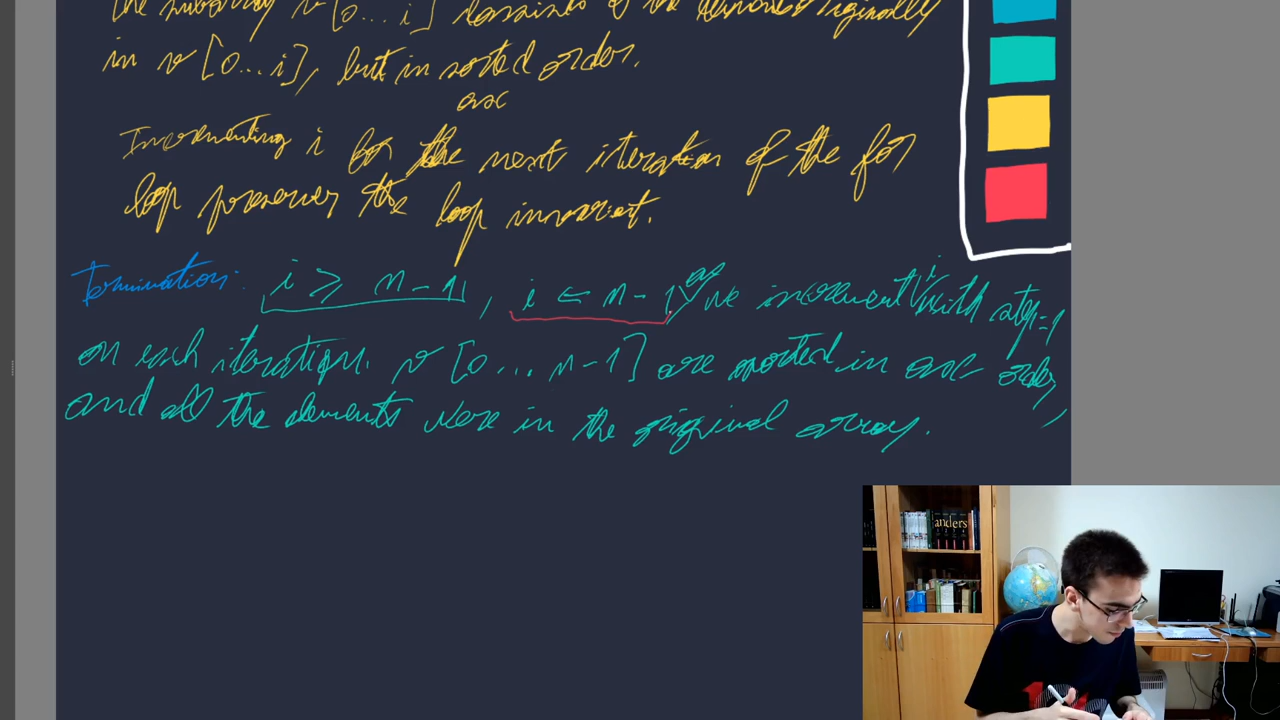 the subarray v[0...i] consists of the elements originally
in v[0...i], but in sorted order.
asc
Incrementing i for the next iteration of the for
loop preserves the loop invariant.
Termination: i ⩾ n-1, i ← n-1, as we increment i with step=1
on each iteration. v[0...n-1] are sorted in asc order,
and all the elements were in the original array.
anders